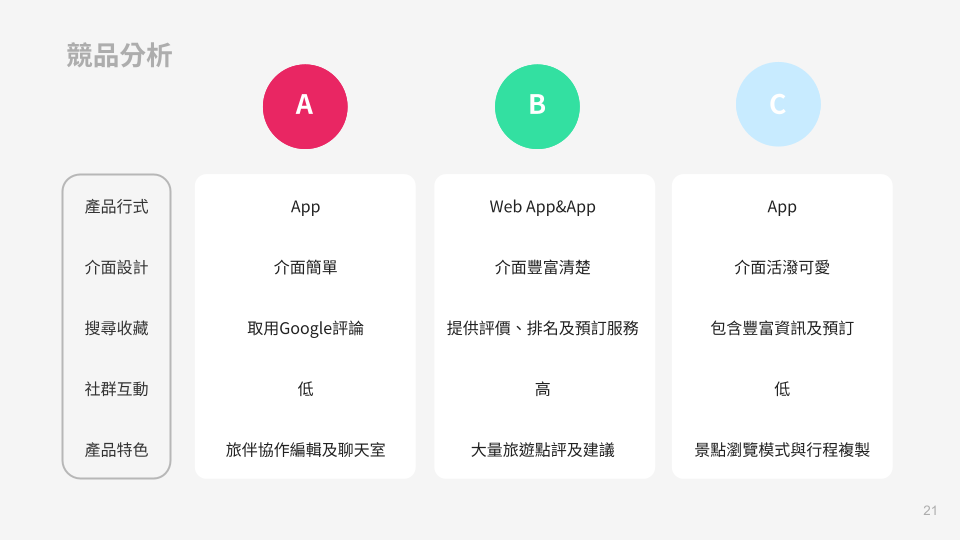 競品分析
A
B
C
產品行式
App
Web App&App
App
介面設計
介面簡單
介面豐富清楚
介面活潑可愛
搜尋收藏
取用Google評論
提供評價、排名及預訂服務
包含豐富資訊及預訂
社群互動
低
高
低
產品特色
旅伴協作編輯及聊天室
大量旅遊點評及建議
景點瀏覽模式與行程複製
21